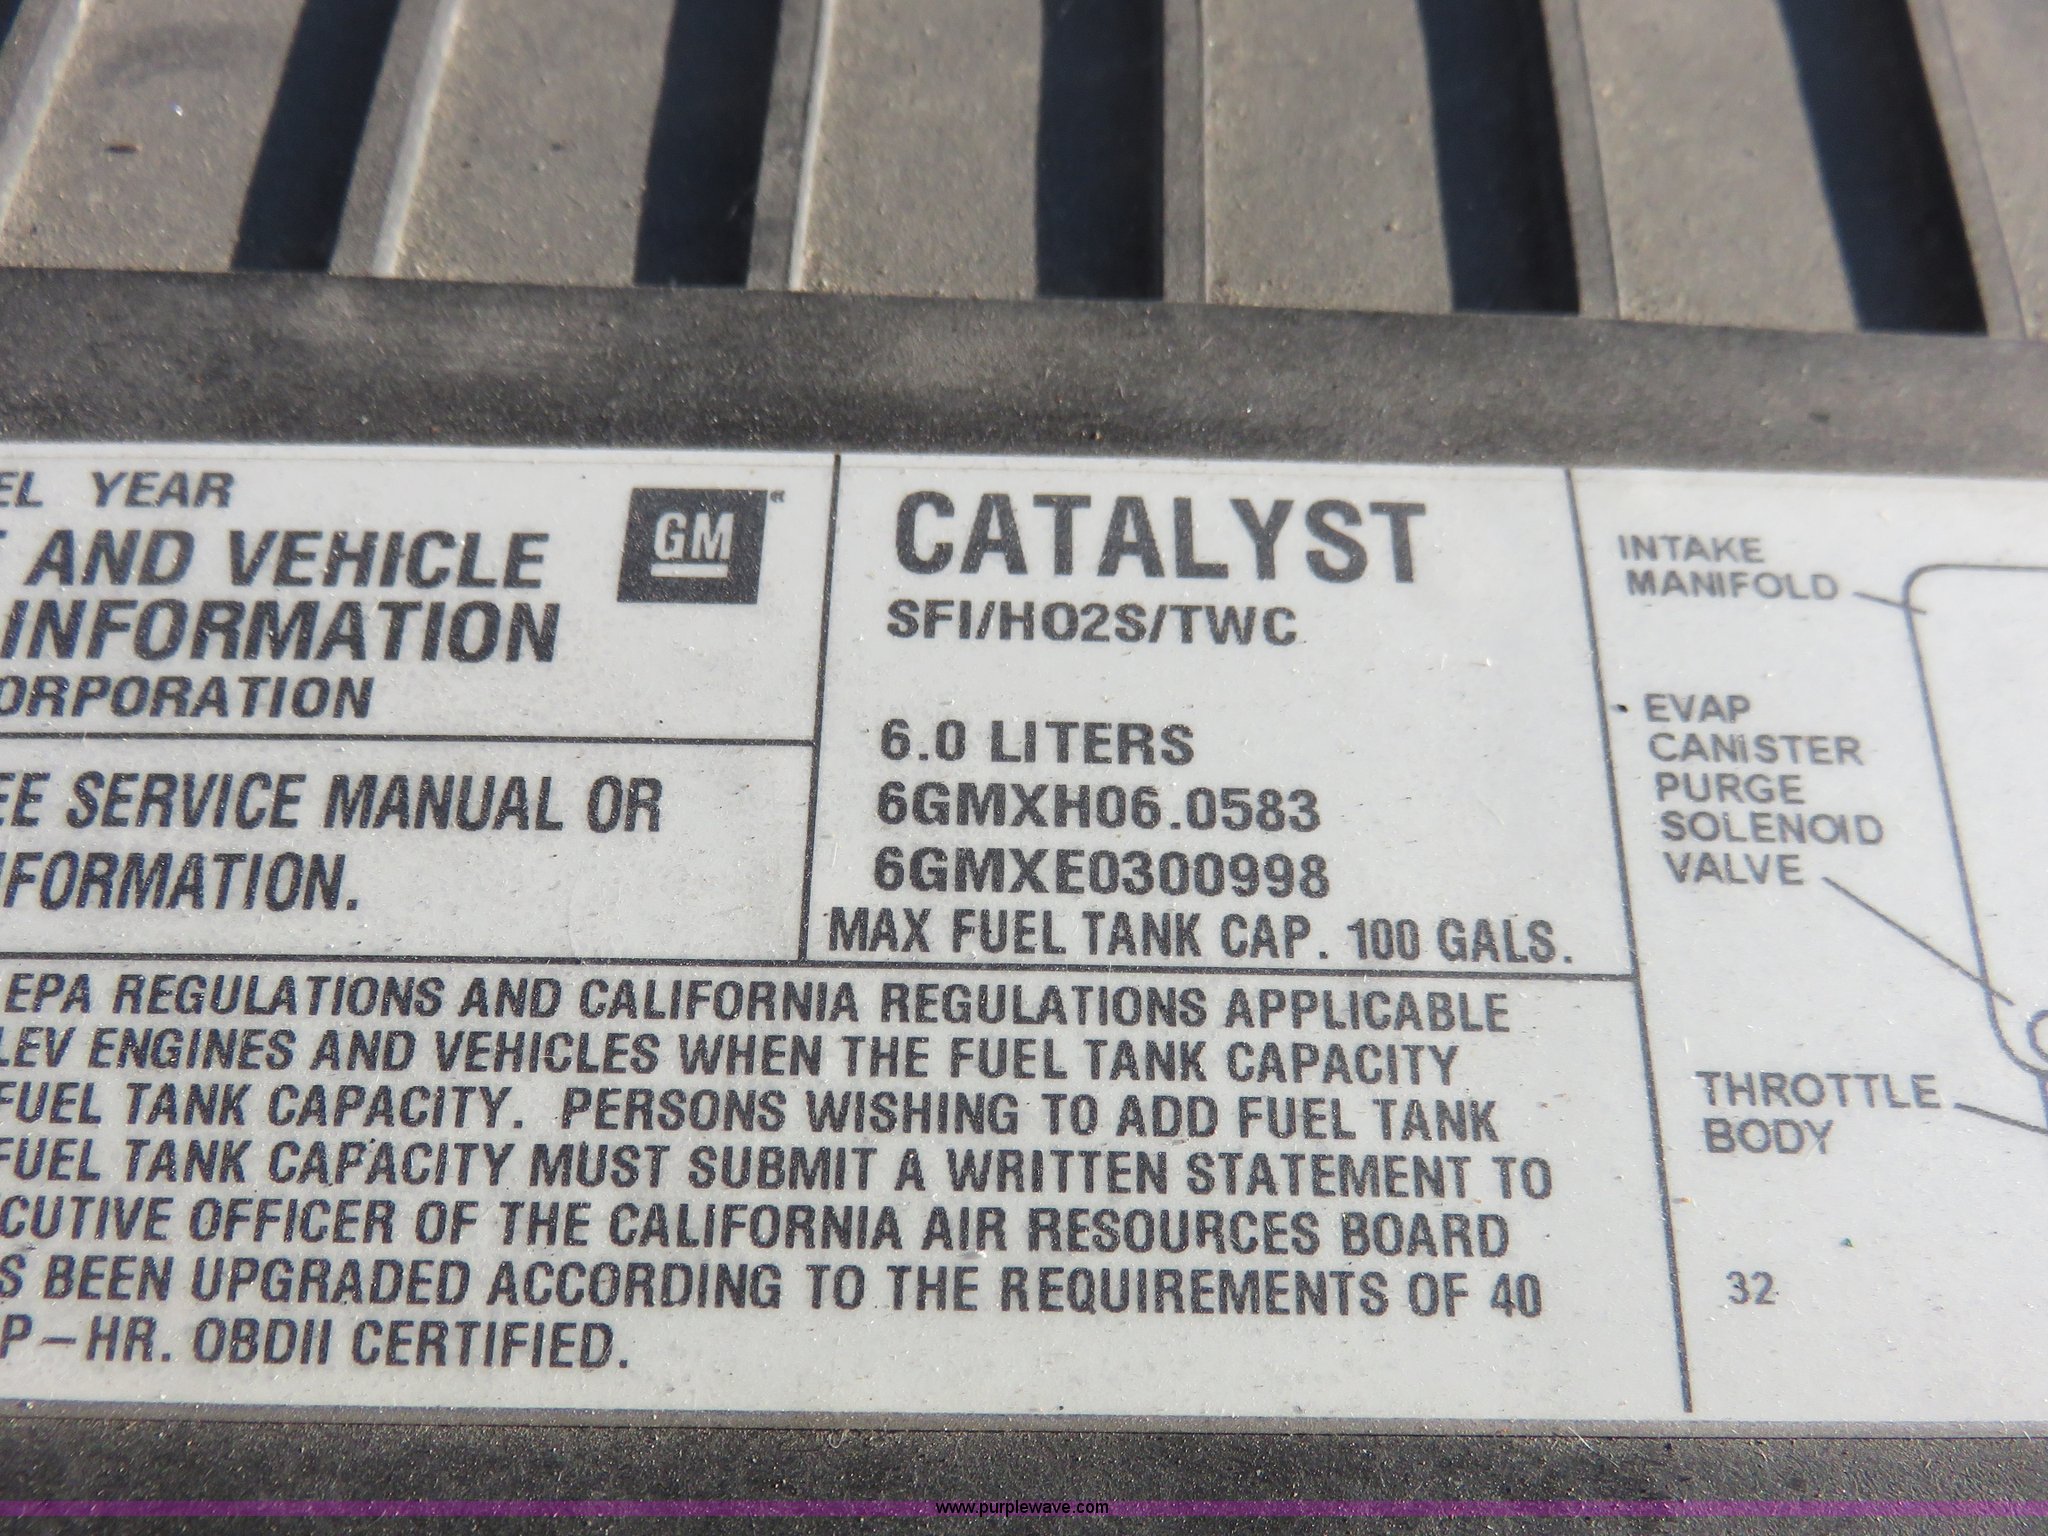 EL YEAR
AND VEHICLE
INFORMATION
ORPORATION
GM
EE SERVICE MANUAL OR
NFORMATION.
CATALYST
SFI/HO2S/TWC
6.0 LITERS
6GMXH06.0583
6GMXE0300998
MAX FUEL TANK CAP. 100 GALS.
EPA REGULATIONS AND CALIFORNIA REGULATIONS APPLICABLE
LEV ENGINES AND VEHICLES WHEN THE FUEL TANK CAPACITY
FUEL TANK CAPACITY. PERSONS WISHING TO ADD FUEL TANK
FUEL TANK CAPACITY MUST SUBMIT A WRITTEN STATEMENT TO
CUTIVE OFFICER OF THE CALIFORNIA AIR RESOURCES BOARD
S BEEN UPGRADED ACCORDING TO THE REQUIREMENTS OF 40
P-HR. OBDII CERTIFIED.
INTAKE
MANIFOLD
EVAP
CANISTER
PURGE
SOLENOID
VALVE
THROTTLE
BODY
32
www.purplewave.com